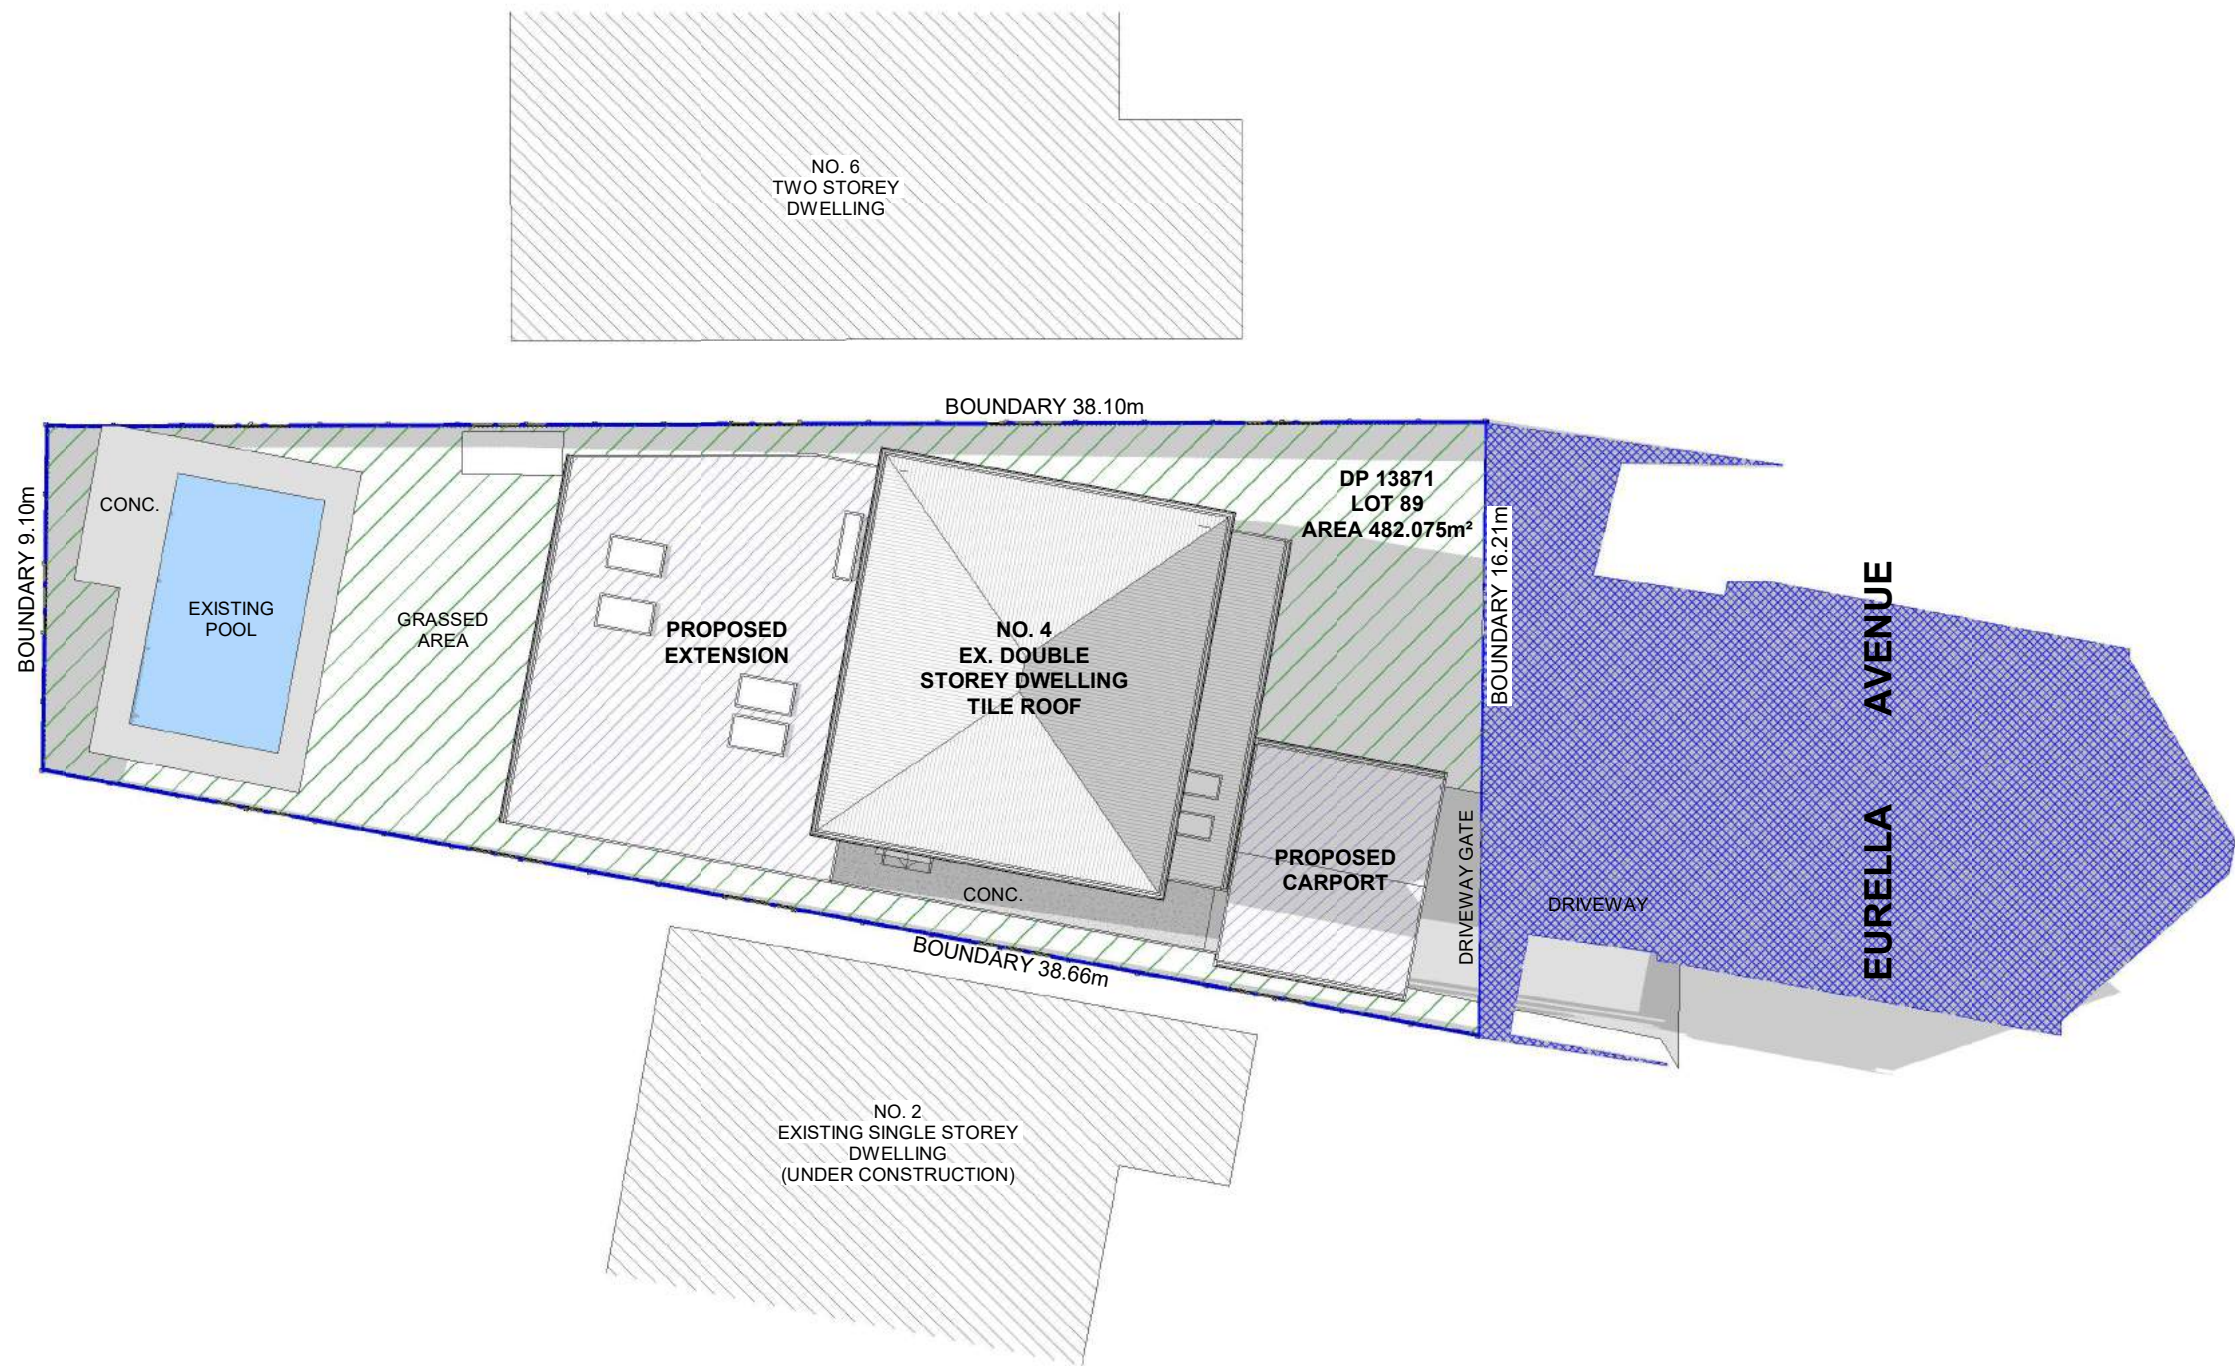 NO. 6
TWO STOREY
DWELLING
BOUNDARY 38.10m
BOUNDARY 9.10m
CONC.
EXISTING
POOL
GRASSED
AREA
PROPOSED
EXTENSION
NO. 4
EX. DOUBLE
STOREY DWELLING
TILE ROOF
DP 13871
LOT 89
AREA 482.075m²
BOUNDARY 16.21m
PROPOSED
CARPORT
CONC.
DRIVEWAY GATE
DRIVEWAY
EURELLA AVENUE
BOUNDARY 38.66m
NO. 2
EXISTING SINGLE STOREY
DWELLING
(UNDER CONSTRUCTION)